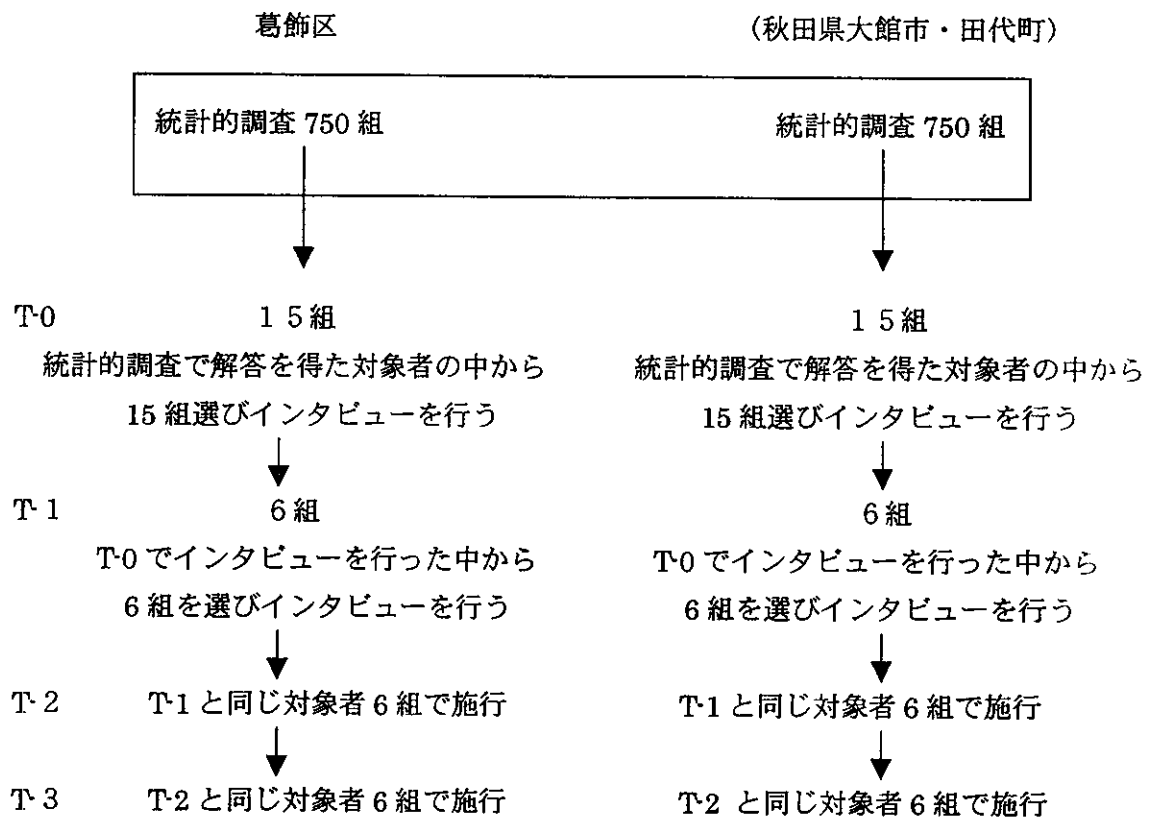 葛飾区
(秋田県大館市・田代町)
統計的調査 750 組
統計的調査 750 組
T-0
15組
15組
統計的調査で解答を得た対象者の中から
15 組選びインタビューを行う
統計的調査で解答を得た対象者の中から
15 組選びインタビューを行う
T-1
6組
6組
T-0 でインタビューを行った中から
6 組を選びインタビューを行う
T-0 でインタビューを行った中から
6 組を選びインタビューを行う
T-2
T-1 と同じ対象者 6 組で施行
T-1 と同じ対象者 6 組で施行
T-3
T-2 と同じ対象者 6 組で施行
T-2 と同じ対象者 6 組で施行